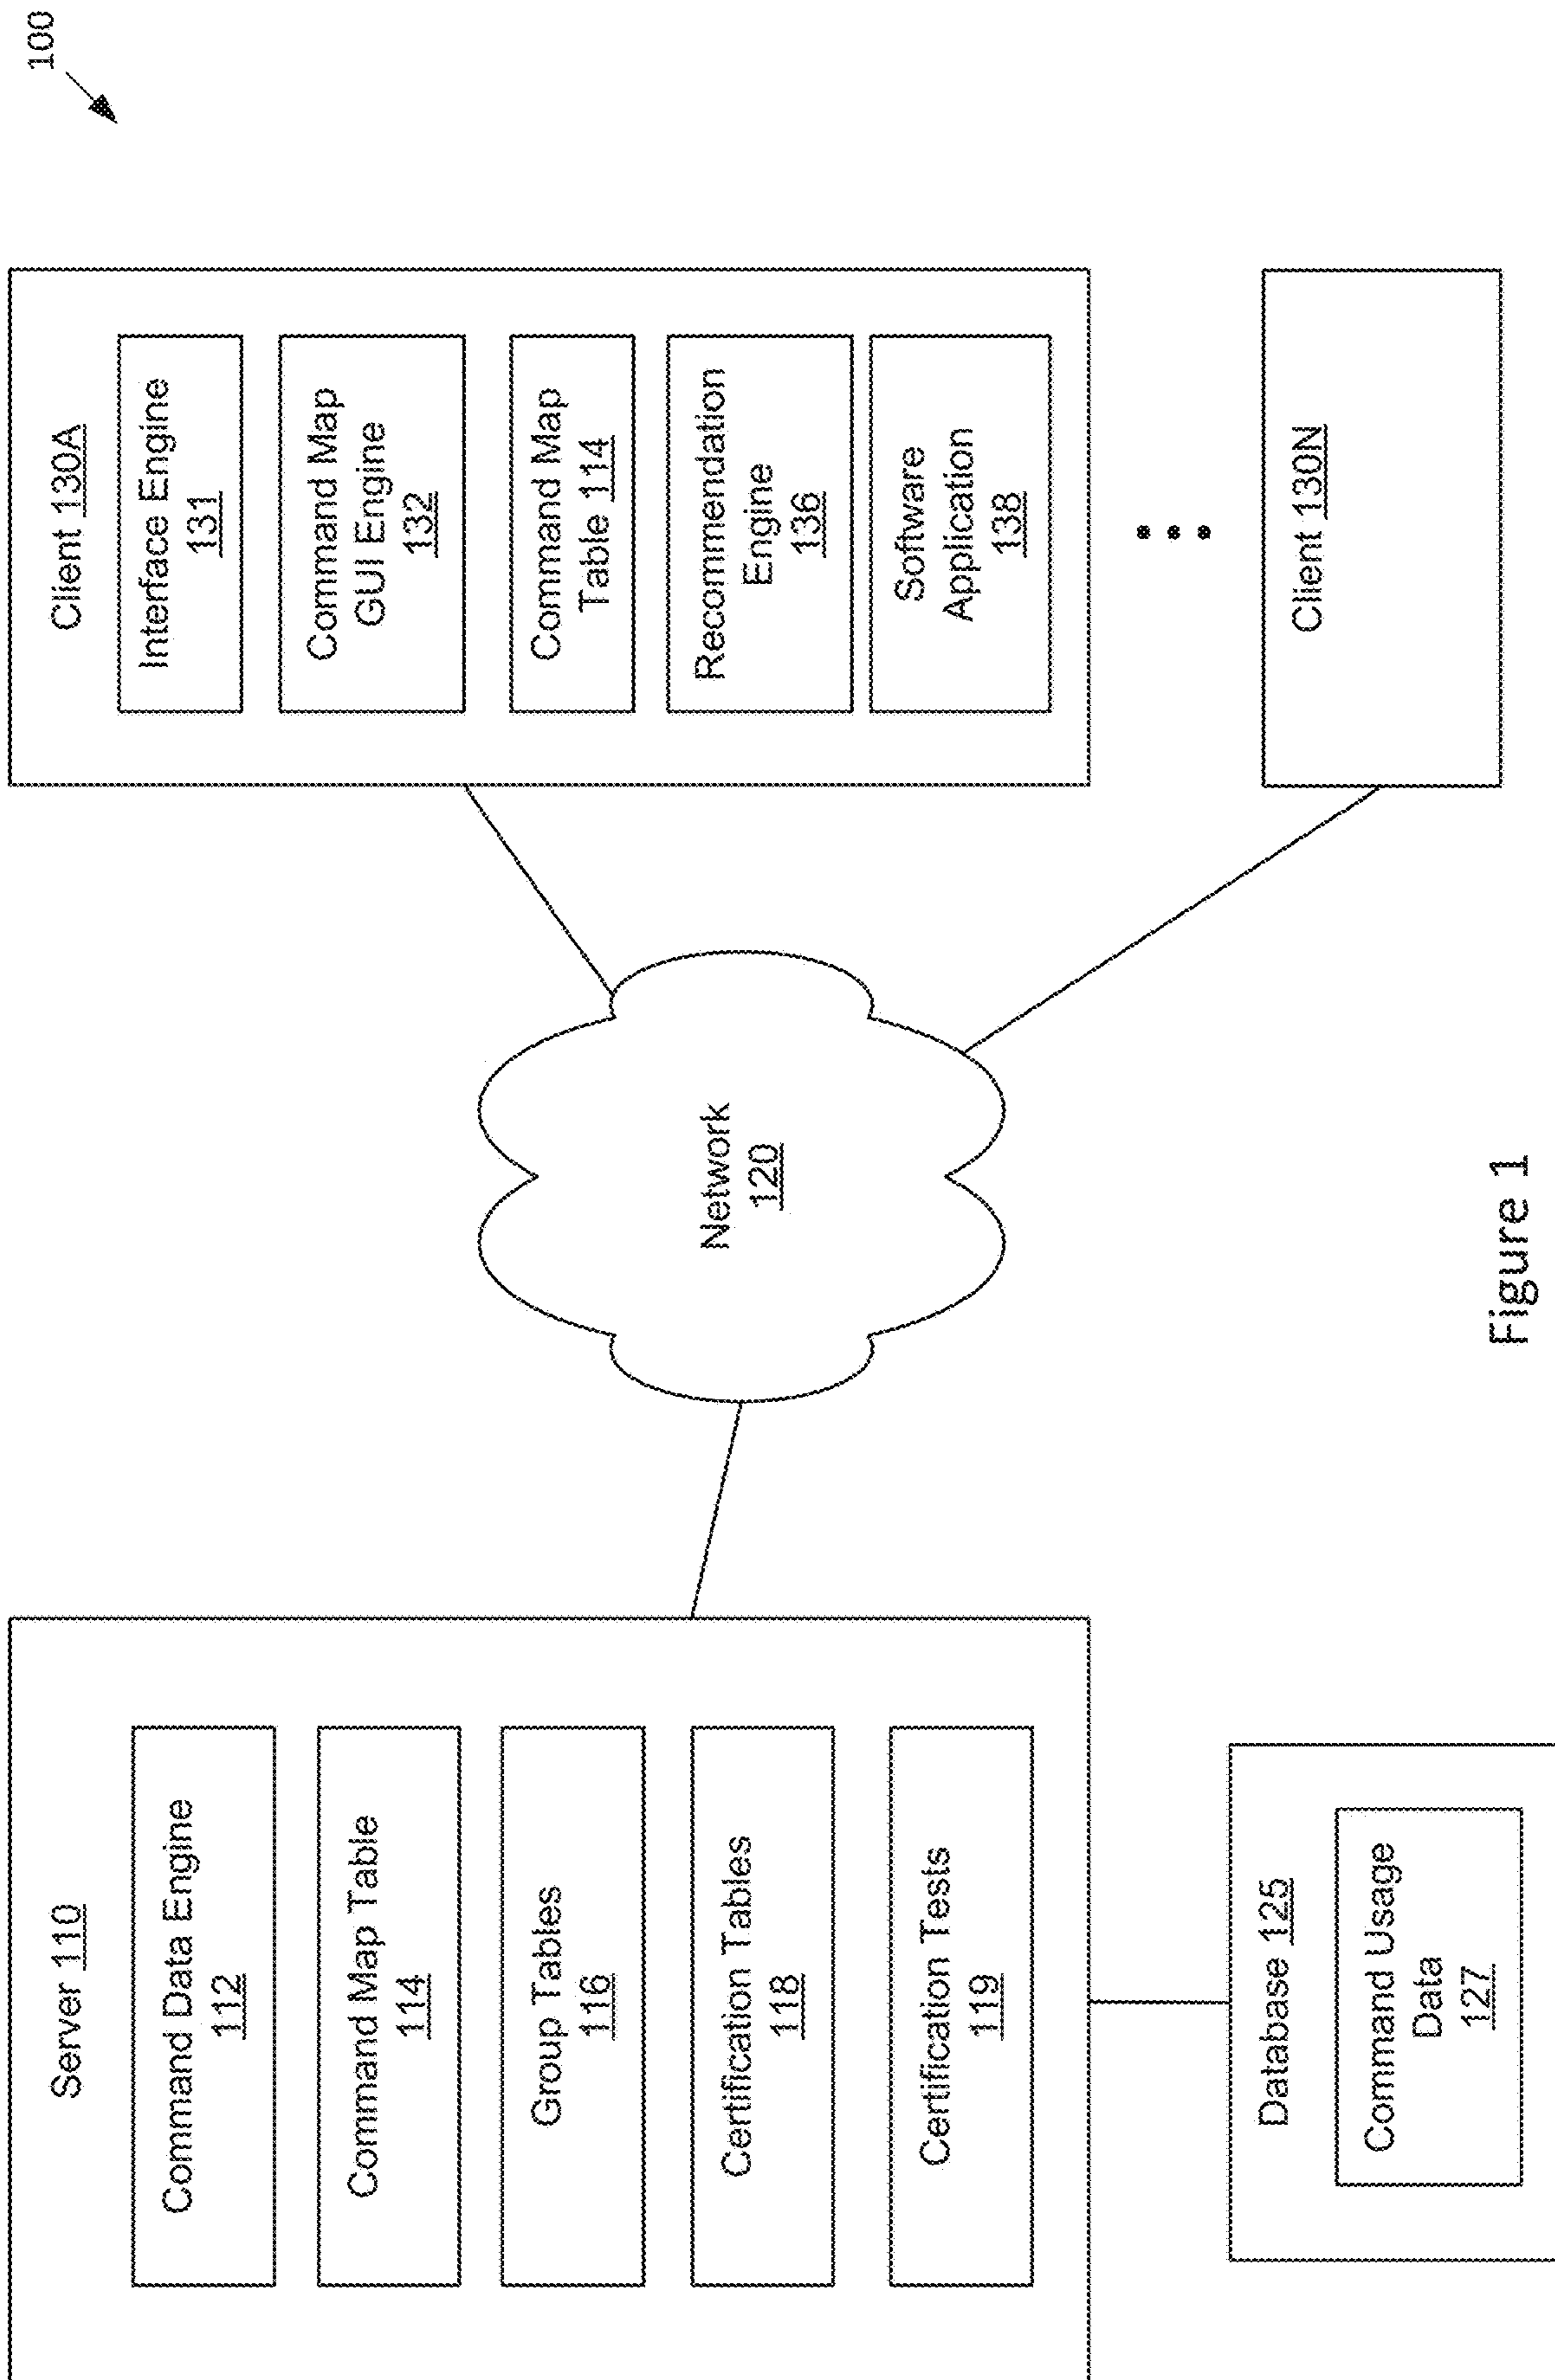 100
Server 110
Command Data Engine
112
Command Map Table
114
Group Tables
116
Certification Tables
118
Certification Tests
119
Database 125
Command Usage
Data
127
Network
120
Client 130A
Interface Engine
131
Command Map
GUI Engine
132
Command Map
Table 114
Recommendation
Engine
136
Software
Application
138
Client 130N
Figure 1